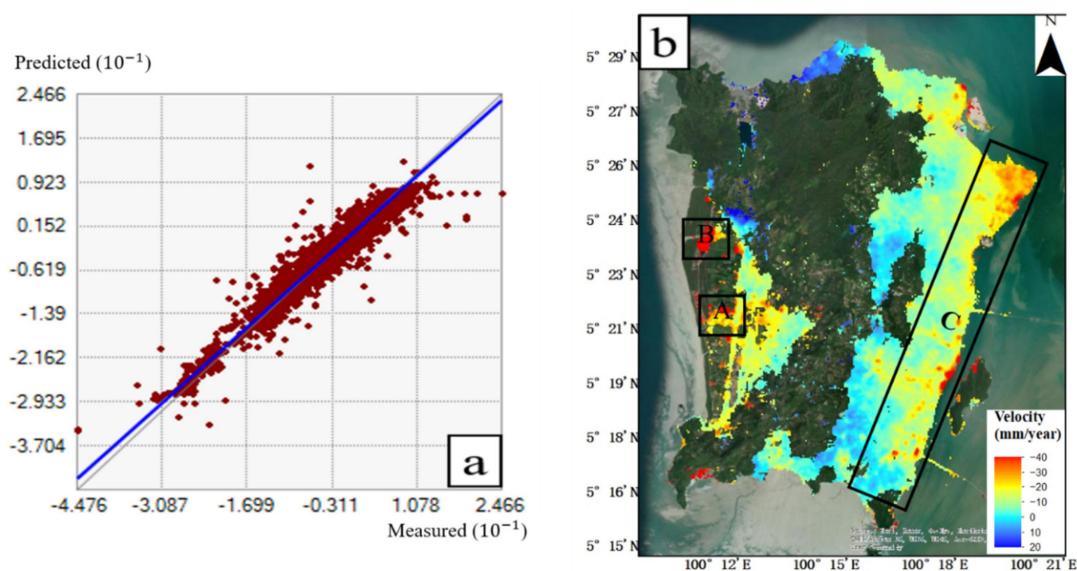 Predicted (10⁻¹)
2.466
1.695
0.923
0.152
-0.619
-1.39
-2.162
-2.933
-3.704
-4.476 -3.087 -1.699 -0.311 1.078 2.466
Measured (10⁻¹)
a
b
N
5° 29′N
5° 27′N
5° 26′N
5° 24′N
5° 23′N
5° 21′N
5° 19′N
5° 18′N
5° 16′N
5° 15′N
B
A
C
Velocity
(mm/year)
-40
-30
-20
-10
0
10
20
100° 12′E 100° 15′E 100° 18′E 100° 21′E